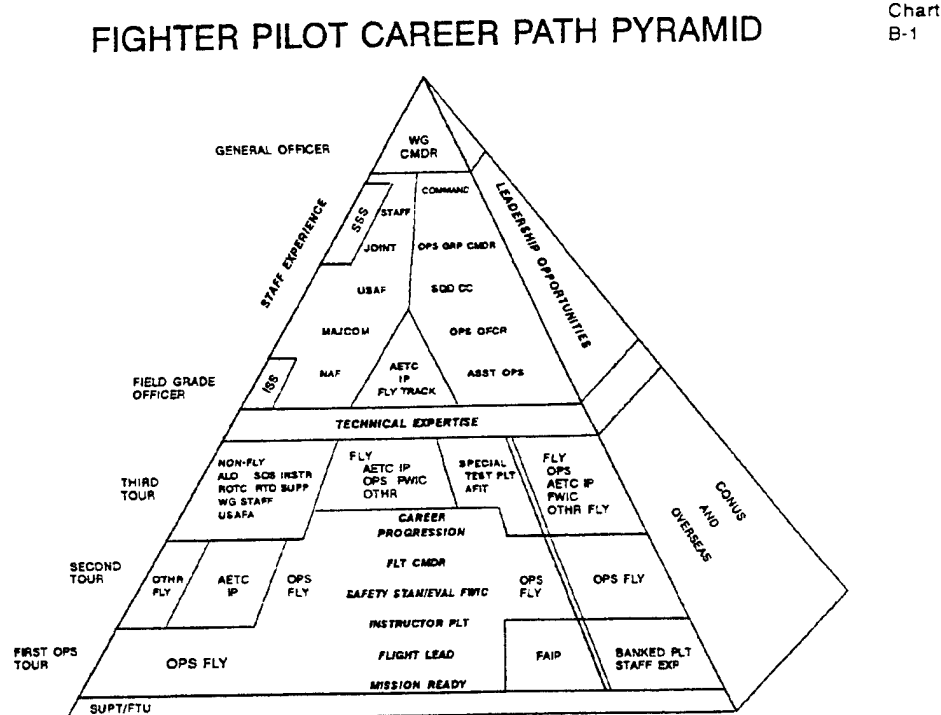 Chart
B-1
FIGHTER PILOT CAREER PATH PYRAMID
GENERAL OFFICER
WG
CMDR
STAFF EXPERIENCE
SSS
STAFF
JOINT
USAF
MAJCOM
NAF
COMMAND
OPS GRP CMDR
SQD CC
OPS OFCR
ASST OPS
LEADERSHIP OPPORTUNITIES
FIELD GRADE
OFFICER
ISS
AETC
IP
FLY TRACK
TECHNICAL EXPERTISE
THIRD
TOUR
NON-FLY
ALO SOS INSTR
ROTC RTD SUPP
WG STAFF
USAFA
FLY
AETC IP
OPS FWIC
OTHR
SPECIAL
TEST PLT
AFIT
FLY
OPS
AETC IP
FWIC
OTHR FLY
CONUS
AND
OVERSEAS
CAREER
PROGRESSION
SECOND
TOUR
OTHR
FLY
AETC
IP
OPS
FLY
FLT CMDR
SAFETY STAN/EVAL FWIC
INSTRUCTOR PLT
OPS
FLY
OPS FLY
FIRST OPS
TOUR
OPS FLY
FLIGHT LEAD
MISSION READY
FAIP
BANKED PLT
STAFF EXP
SUPT/FTU